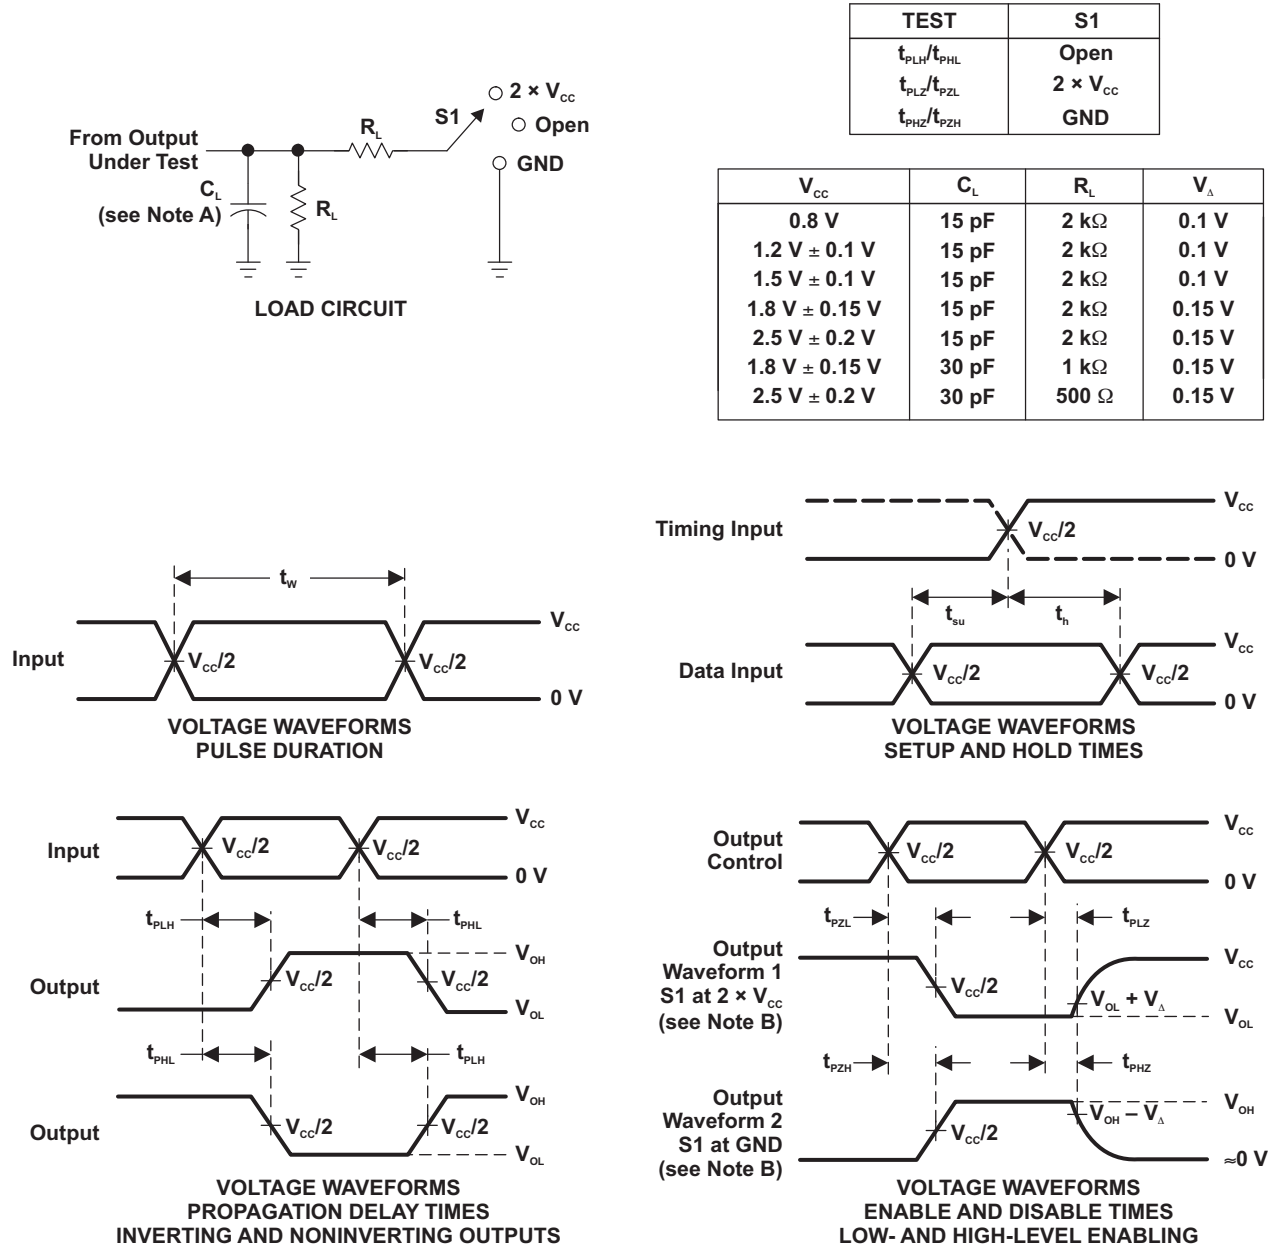 TEST S1
tPLH/tPHL Open
tPLZ/tPZL 2 × VCC
tPHZ/tPZH GND
2 × VCC
S1
Open
RL
From Output
Under Test
GND
CL
(see Note A)
RL
LOAD CIRCUIT
VCC CL RL VΔ
0.8 V 15 pF 2 kΩ 0.1 V
1.2 V ± 0.1 V 15 pF 2 kΩ 0.1 V
1.5 V ± 0.1 V 15 pF 2 kΩ 0.1 V
1.8 V ± 0.15 V 15 pF 2 kΩ 0.15 V
2.5 V ± 0.2 V 15 pF 2 kΩ 0.15 V
1.8 V ± 0.15 V 30 pF 1 kΩ 0.15 V
2.5 V ± 0.2 V 30 pF 500 Ω 0.15 V
tW
VCC
Input
VCC/2 VCC/2
0 V
VOLTAGE WAVEFORMS
PULSE DURATION
VCC
Timing Input
VCC/2
0 V
tsu th
VCC
Data Input
VCC/2 VCC/2
0 V
VOLTAGE WAVEFORMS
SETUP AND HOLD TIMES
VCC
Input
VCC/2 VCC/2
0 V
tPLH tPHL
VOH
Output
VCC/2 VCC/2
VOL
tPHL tPLH
VOH
Output
VCC/2 VCC/2
VOL
VOLTAGE WAVEFORMS
PROPAGATION DELAY TIMES
INVERTING AND NONINVERTING OUTPUTS
VCC
Output
Control
VCC/2 VCC/2
0 V
tPZL tPLZ
Output
Waveform 1
S1 at 2 × VCC
(see Note B)
VCC
VCC/2
VOL + VΔ
VOL
tPZH tPHZ
Output
Waveform 2
S1 at GND
(see Note B)
VOH
VCC/2
VOH – VΔ
≈0 V
VOLTAGE WAVEFORMS
ENABLE AND DISABLE TIMES
LOW- AND HIGH-LEVEL ENABLING